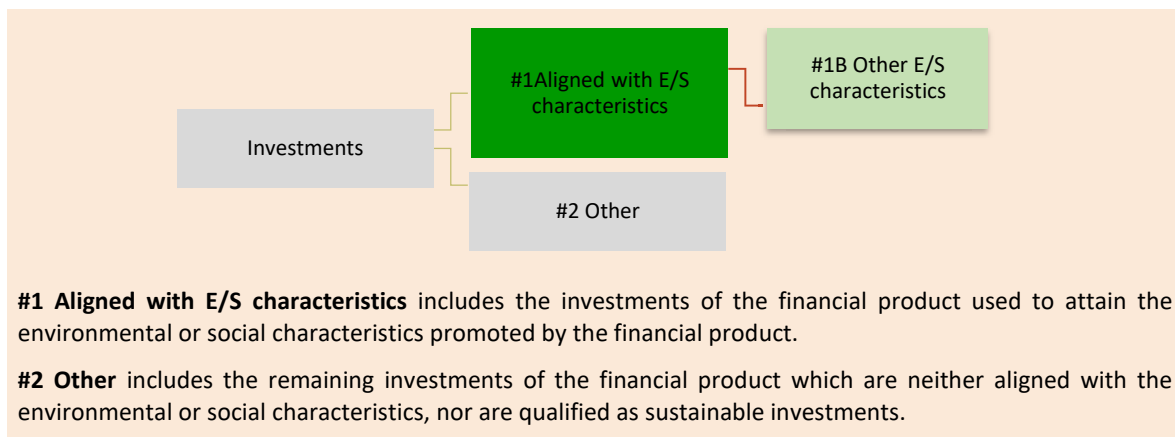 #1Aligned with E/S
characteristics
#1B Other E/S
characteristics
Investments
#2 Other
#1 Aligned with E/S characteristics includes the investments of the financial product used to attain the
environmental or social characteristics promoted by the financial product.
#2 Other includes the remaining investments of the financial product which are neither aligned with the
environmental or social characteristics, nor are qualified as sustainable investments.